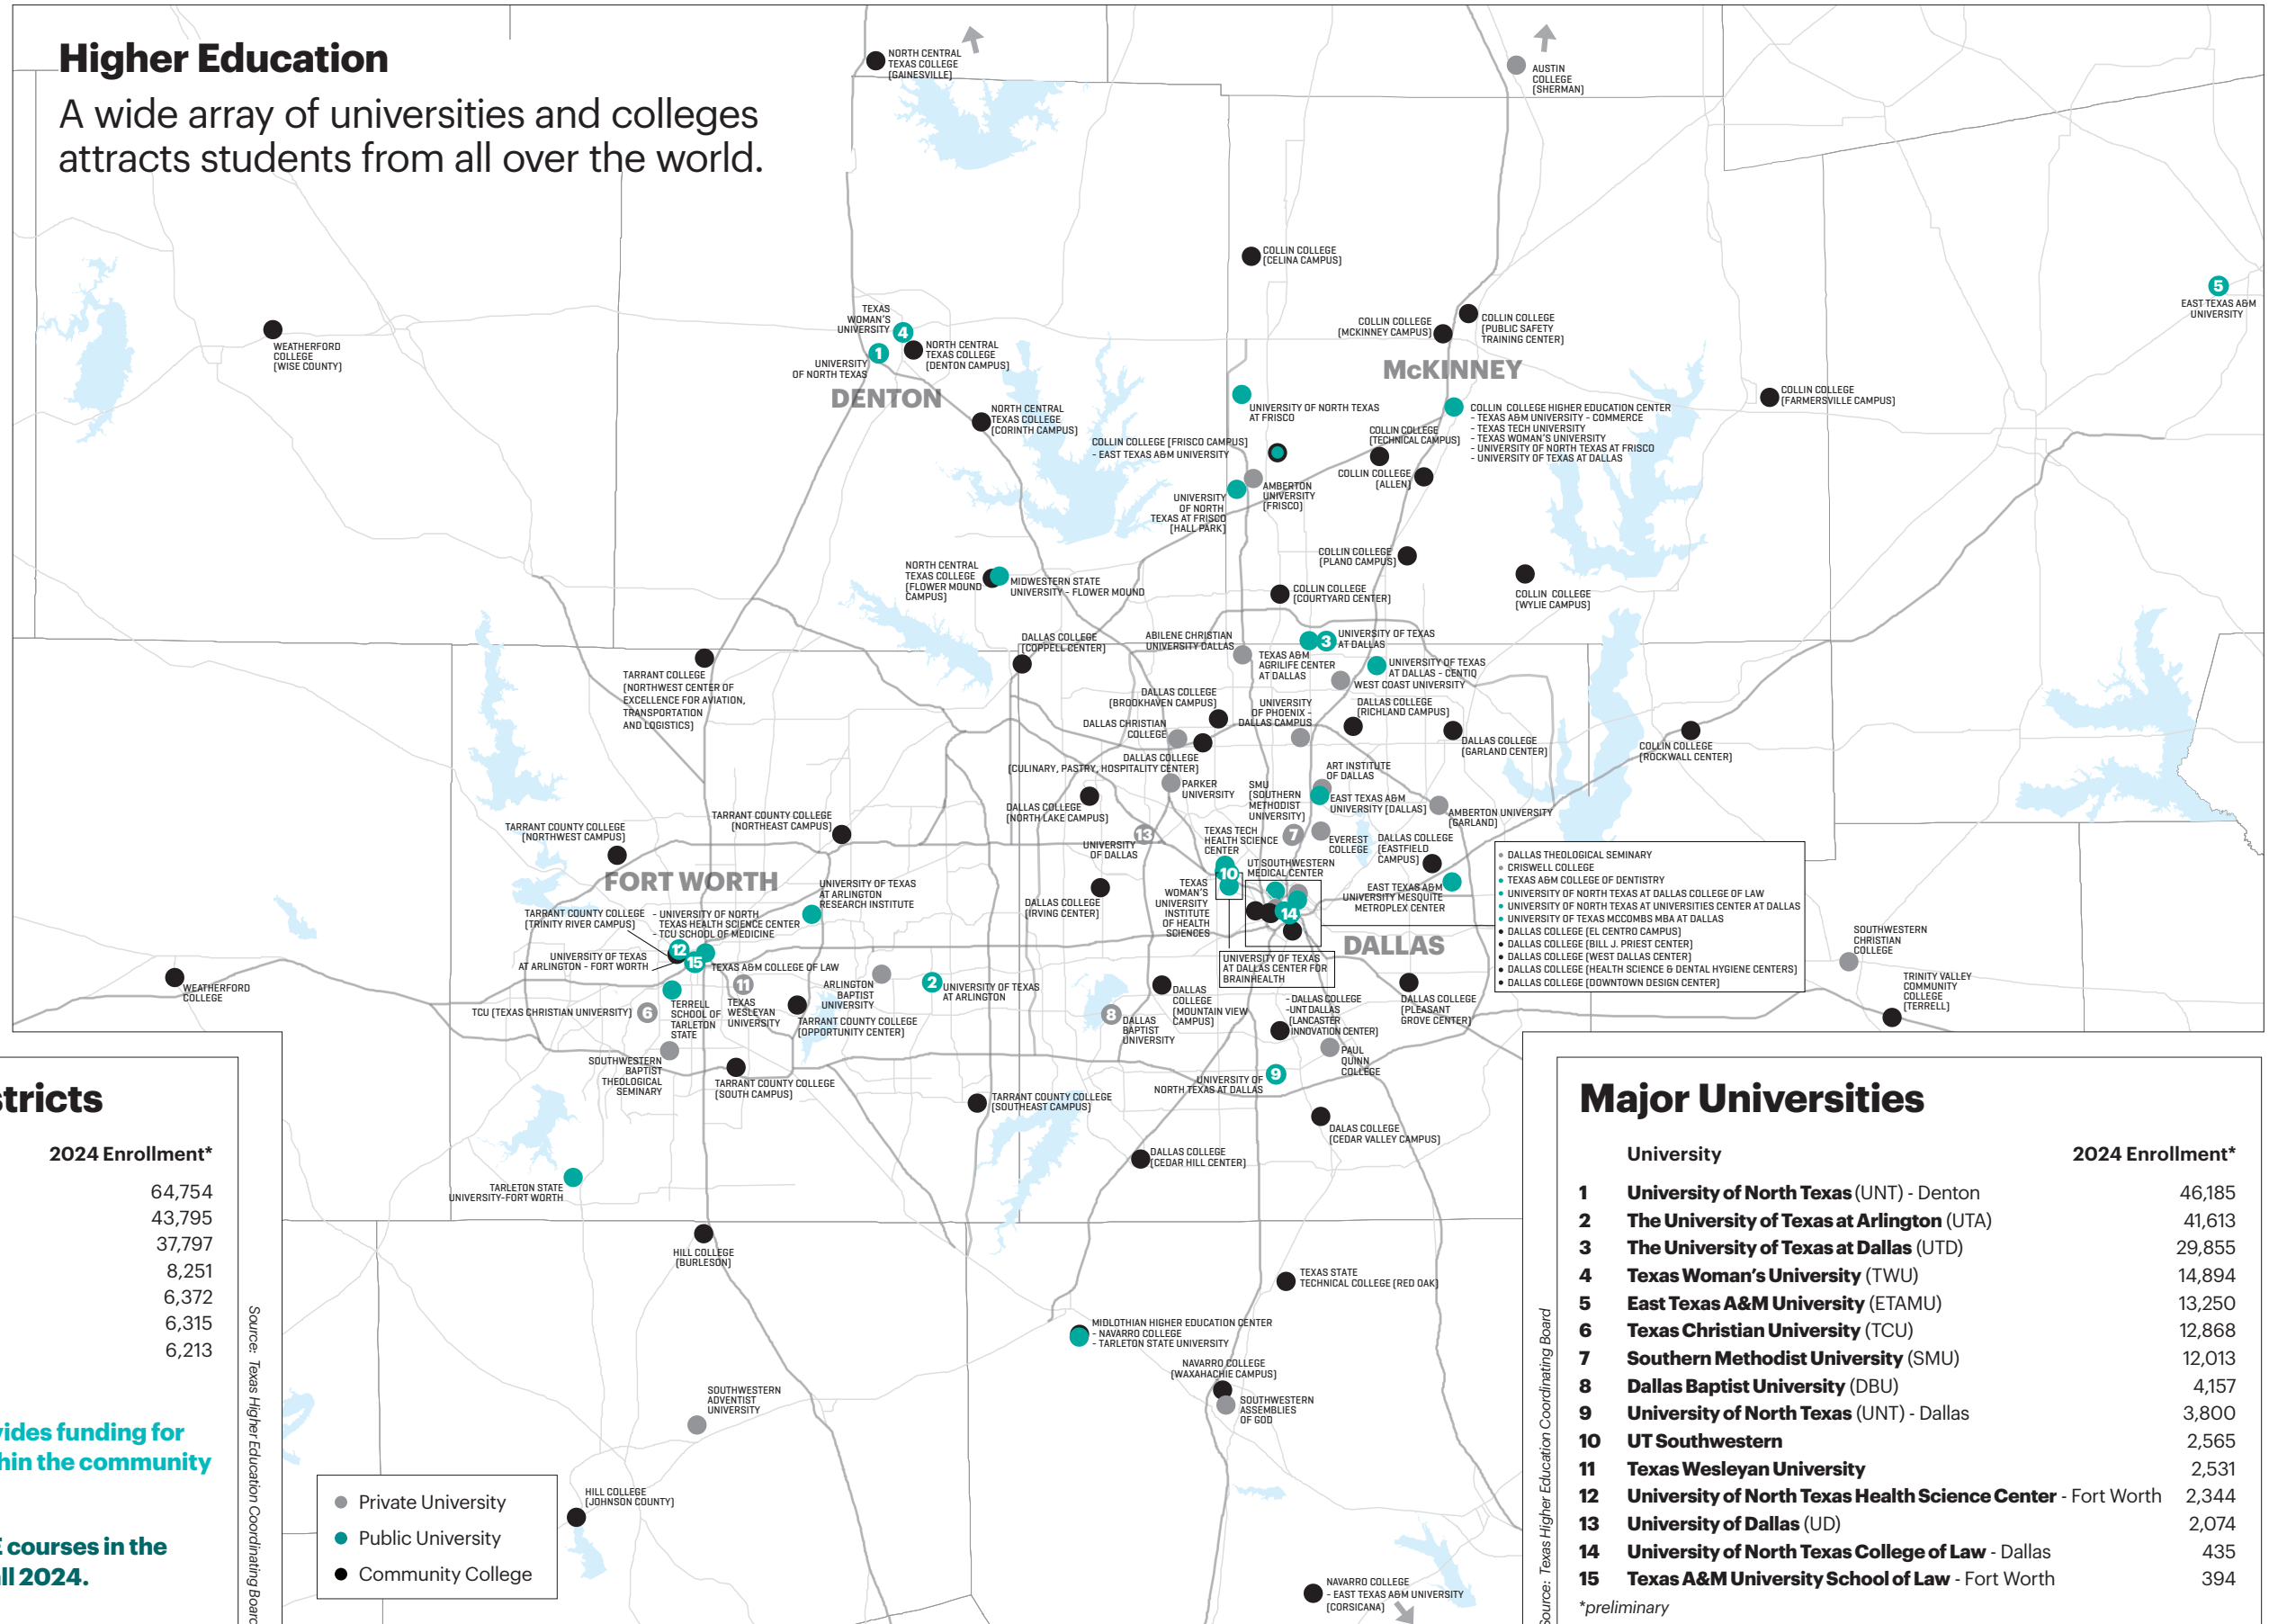 Higher Education
A wide array of universities and colleges
attracts students from all over the world.
NORTH CENTRAL
TEXAS COLLEGE
(GAINESVILLE)
AUSTIN
COLLEGE
(SHERMAN)
COLLIN COLLEGE
(CELINA CAMPUS)
5
EAST TEXAS A&M
UNIVERSITY
WEATHERFORD
COLLEGE
(WISE COUNTY)
TEXAS
WOMAN'S
UNIVERSITY
4
1
UNIVERSITY
OF NORTH TEXAS
NORTH CENTRAL
TEXAS COLLEGE
(DENTON CAMPUS)
DENTON
COLLIN COLLEGE
(MCKINNEY CAMPUS)
COLLIN COLLEGE
(PUBLIC SAFETY
TRAINING CENTER)
McKINNEY
NORTH CENTRAL
TEXAS COLLEGE
(CORINTH CAMPUS)
UNIVERSITY OF NORTH TEXAS
AT FRISCO
COLLIN COLLEGE
(FARMERSVILLE CAMPUS)
COLLIN COLLEGE HIGHER EDUCATION CENTER
- TEXAS A&M UNIVERSITY - COMMERCE
- TEXAS TECH UNIVERSITY
- TEXAS WOMAN'S UNIVERSITY
- UNIVERSITY OF NORTH TEXAS AT FRISCO
- UNIVERSITY OF TEXAS AT DALLAS
COLLIN COLLEGE (FRISCO CAMPUS)
- EAST TEXAS A&M UNIVERSITY
COLLIN COLLEGE
(TECHNICAL CAMPUS)
COLLIN COLLEGE
(ALLEN)
AMBERTON
UNIVERSITY
(FRISCO)
UNIVERSITY
OF NORTH
TEXAS AT FRISCO
(HALL PARK)
COLLIN COLLEGE
(PLANO CAMPUS)
NORTH CENTRAL
TEXAS COLLEGE
(FLOWER MOUND
CAMPUS)
MIDWESTERN STATE
UNIVERSITY - FLOWER MOUND
COLLIN COLLEGE
(COURTYARD CENTER)
COLLIN COLLEGE
(WYLIE CAMPUS)
DALLAS COLLEGE
(COPPELL CENTER)
ABILENE CHRISTIAN
UNIVERSITY DALLAS
3
UNIVERSITY OF TEXAS
AT DALLAS
TEXAS A&M
AGRILIFE CENTER
AT DALLAS
UNIVERSITY OF TEXAS
AT DALLAS - CENTIQ
WEST COAST UNIVERSITY
TARRANT COLLEGE
(NORTHWEST CENTER OF
EXCELLENCE FOR AVIATION,
TRANSPORTATION
AND LOGISTICS)
DALLAS COLLEGE
(BROOKHAVEN CAMPUS)
UNIVERSITY
OF PHOENIX -
DALLAS CAMPUS
DALLAS COLLEGE
(RICHLAND CAMPUS)
DALLAS CHRISTIAN
COLLEGE
DALLAS COLLEGE
(GARLAND CENTER)
COLLIN COLLEGE
(ROCKWALL CENTER)
DALLAS COLLEGE
(CULINARY, PASTRY, HOSPITALITY CENTER)
PARKER
UNIVERSITY
ART INSTITUTE
OF DALLAS
SMU
(SOUTHERN
METHODIST
UNIVERSITY)
7
EAST TEXAS A&M
UNIVERSITY (DALLAS)
AMBERTON UNIVERSITY
(GARLAND)
DALLAS COLLEGE
(NORTH LAKE CAMPUS)
TARRANT COUNTY COLLEGE
(NORTHEAST CAMPUS)
TARRANT COUNTY COLLEGE
(NORTHWEST CAMPUS)
13
UNIVERSITY
OF DALLAS
TEXAS TECH
HEALTH SCIENCE
CENTER
EVEREST
COLLEGE
DALLAS COLLEGE
(EASTFIELD
CAMPUS)
10
UT SOUTHWESTERN
MEDICAL CENTER
FORT WORTH
UNIVERSITY OF TEXAS
AT ARLINGTON
RESEARCH INSTITUTE
DALLAS COLLEGE
(IRVING CENTER)
TEXAS
WOMAN'S
UNIVERSITY
INSTITUTE
OF HEALTH
SCIENCES
14
EAST TEXAS A&M
UNIVERSITY MESQUITE
METROPLEX CENTER
DALLAS
DALLAS THEOLOGICAL SEMINARY
CRISWELL COLLEGE
TEXAS A&M COLLEGE OF DENTISTRY
UNIVERSITY OF NORTH TEXAS AT DALLAS COLLEGE OF LAW
UNIVERSITY OF NORTH TEXAS AT UNIVERSITIES CENTER AT DALLAS
UNIVERSITY OF TEXAS MCCOMBS MBA AT DALLAS
DALLAS COLLEGE (EL CENTRO CAMPUS)
DALLAS COLLEGE (BILL J. PRIEST CENTER)
DALLAS COLLEGE (WEST DALLAS CENTER)
DALLAS COLLEGE (HEALTH SCIENCE & DENTAL HYGIENE CENTERS)
DALLAS COLLEGE (DOWNTOWN DESIGN CENTER)
TARRANT COUNTY COLLEGE
(TRINITY RIVER CAMPUS)
- UNIVERSITY OF NORTH
TEXAS HEALTH SCIENCE CENTER
- TCU SCHOOL OF MEDICINE
12
15
UNIVERSITY OF TEXAS
AT ARLINGTON - FORT WORTH
TEXAS A&M COLLEGE OF LAW
UNIVERSITY OF TEXAS
AT DALLAS CENTER FOR
BRAINHEALTH
SOUTHWESTERN
CHRISTIAN
COLLEGE
TRINITY VALLEY
COMMUNITY
COLLEGE
(TERRELL)
WEATHERFORD
COLLEGE
11
TEXAS
WESLEYAN
UNIVERSITY
ARLINGTON
BAPTIST
UNIVERSITY
2
UNIVERSITY OF TEXAS
AT ARLINGTON
TCU (TEXAS CHRISTIAN UNIVERSITY)
6
TERRELL
SCHOOL OF
TARLETON
STATE
TARRANT COUNTY COLLEGE
(OPPORTUNITY CENTER)
8
DALLAS
BAPTIST
UNIVERSITY
DALLAS
COLLEGE
(MOUNTAIN VIEW
CAMPUS)
- DALLAS COLLEGE
-UNT DALLAS
(LANCASTER
INNOVATION CENTER)
DALLAS COLLEGE
(PLEASANT
GROVE CENTER)
PAUL
QUINN
COLLEGE
SOUTHWESTERN
BAPTIST
THEOLOGICAL
SEMINARY
TARRANT COUNTY COLLEGE
(SOUTH CAMPUS)
TARRANT COUNTY COLLEGE
(SOUTHEAST CAMPUS)
UNIVERSITY OF
NORTH TEXAS AT DALLAS
9
DALAS COLLEGE
(CEDAR VALLEY CAMPUS)
DALLAS COLLEGE
(CEDAR HILL CENTER)
TARLETON STATE
UNIVERSITY-FORT WORTH
HILL COLLEGE
(BURLESON)
TEXAS STATE
TECHNICAL COLLEGE (RED OAK)
MIDLOTHIAN HIGHER EDUCATION CENTER
- NAVARRO COLLEGE
- TARLETON STATE UNIVERSITY
NAVARRO COLLEGE
(WAXAHACHIE CAMPUS)
SOUTHWESTERN
ASSEMBLIES
OF GOD
SOUTHWESTERN
ADVENTIST
UNIVERSITY
HILL COLLEGE
(JOHNSON COUNTY)
NAVARRO COLLEGE
- EAST TEXAS A&M UNIVERSITY
(CORSICANA)
Private University
Public University
Community College
stricts
2024 Enrollment*
64,754
43,795
37,797
8,251
6,372
6,315
6,213
vides funding for
hin the community
E courses in the
ll 2024.
Source: Texas Higher Education Coordinating Board
Major Universities
University 2024 Enrollment*
1 University of North Texas (UNT) - Denton 46,185
2 The University of Texas at Arlington (UTA) 41,613
3 The University of Texas at Dallas (UTD) 29,855
4 Texas Woman's University (TWU) 14,894
5 East Texas A&M University (ETAMU) 13,250
6 Texas Christian University (TCU) 12,868
7 Southern Methodist University (SMU) 12,013
8 Dallas Baptist University (DBU) 4,157
9 University of North Texas (UNT) - Dallas 3,800
10 UT Southwestern 2,565
11 Texas Wesleyan University 2,531
12 University of North Texas Health Science Center - Fort Worth 2,344
13 University of Dallas (UD) 2,074
14 University of North Texas College of Law - Dallas 435
15 Texas A&M University School of Law - Fort Worth 394
*preliminary
Source: Texas Higher Education Coordinating Board